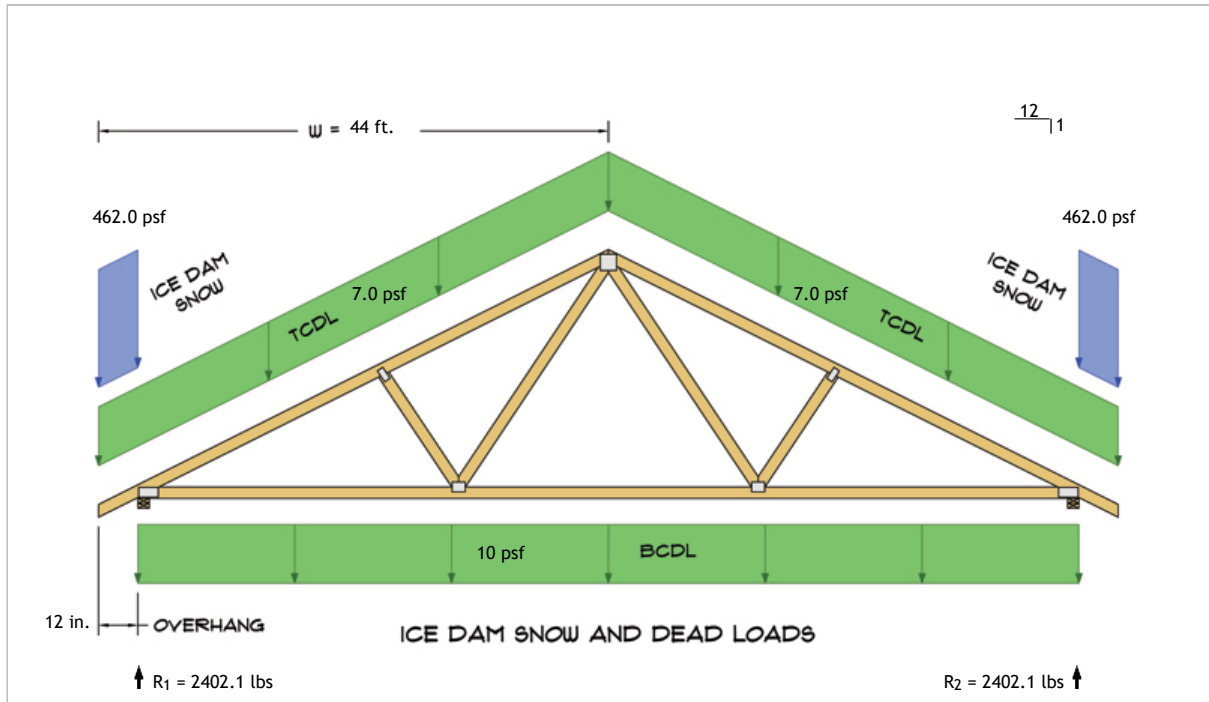 12
1
W = 44 ft.
462.0 psf
462.0 psf
ICE DAM
SNOW
ICE DAM
SNOW
7.0 psf
7.0 psf
TCDL
TCDL
10 psf
BCDL
12 in.
OVERHANG
ICE DAM SNOW AND DEAD LOADS
R1 = 2402.1 lbs
R2 = 2402.1 lbs